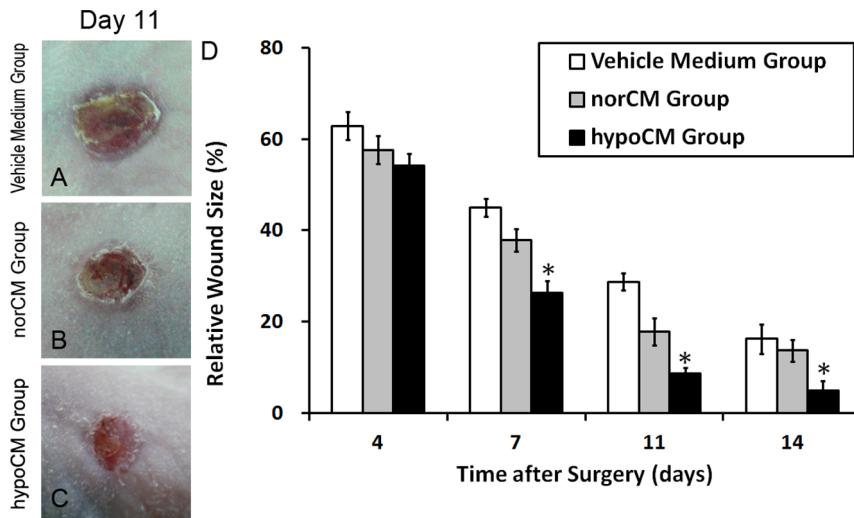 Day 11
Vehicle Medium Group
A
norCM Group
B
hypoCM Group
C
D
Relative Wound Size (%)
80
60
40
20
0
Vehicle Medium Group
norCM Group
hypoCM Group
*
*
*
4 7 11 14
Time after Surgery (days)